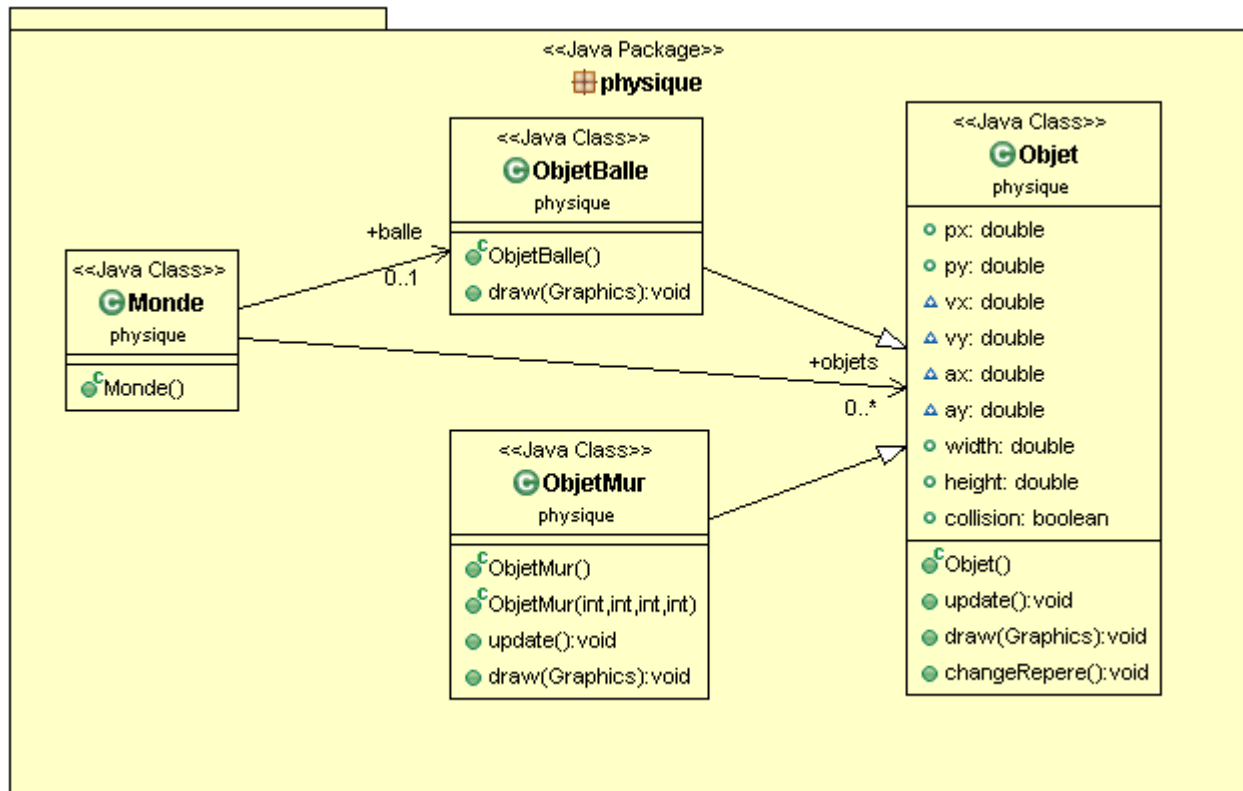 <<Java Package>>
physique
<<Java Class>>
C ObjetBalle
physique
C ObjetBalle()
draw(Graphics):void
+balle
0..1
<<Java Class>>
C Monde
physique
C Monde()
+objets
0..*
<<Java Class>>
C ObjetMur
physique
C ObjetMur()
C ObjetMur(int,int,int,int)
update():void
draw(Graphics):void
<<Java Class>>
C Objet
physique
px: double
py: double
vx: double
vy: double
ax: double
ay: double
width: double
height: double
collision: boolean
C Objet()
update():void
draw(Graphics):void
changeRepere():void